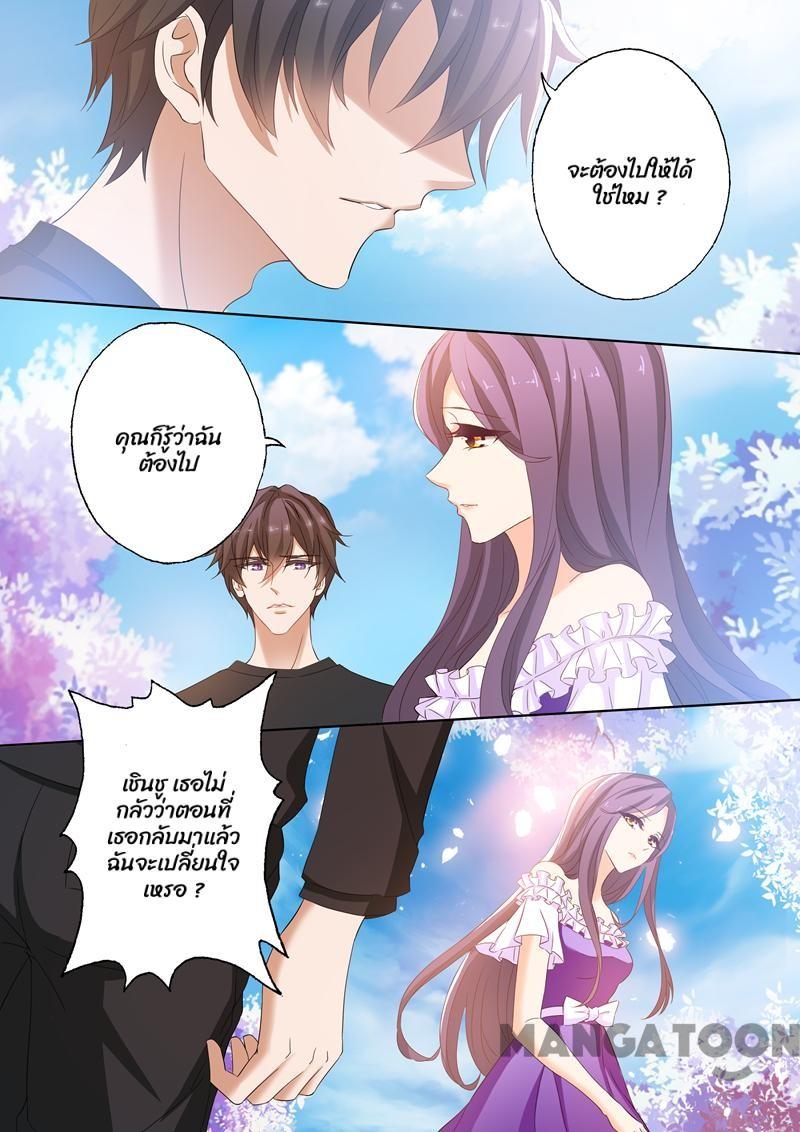 จะต้องไปให้ได้
ใช่ไหม ?
คุณก็รู้ว่าฉัน
ต้องไป
เชินชู เธอไม่
กลัวว่าตอนที่
เธอกลับมาแล้ว
ฉันจะเปลี่ยนใจ
เหรอ ?
MANGATOON